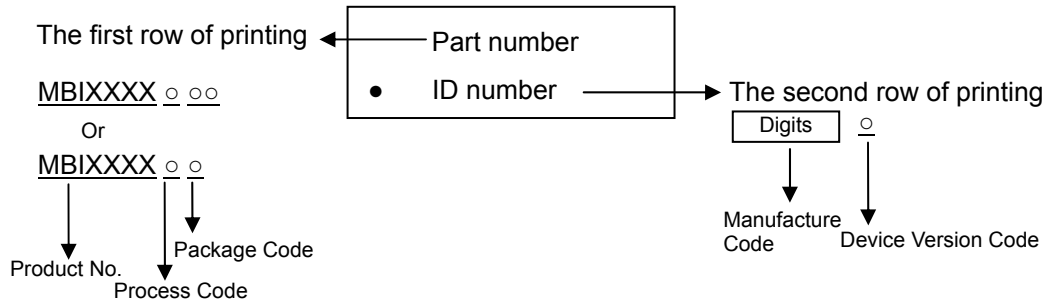 The first row of printing
Part number
MBIXXXX ○ ○○
● ID number
The second row of printing
Or
Digits ○
MBIXXXX ○ ○
Manufacture
Code
Device Version Code
Package Code
Product No.
Process Code